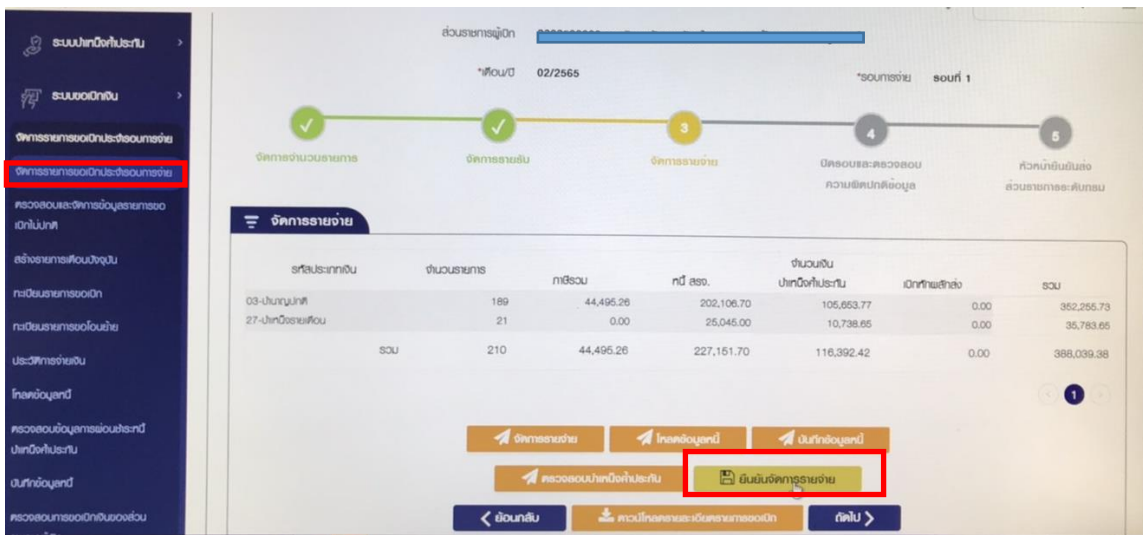 ระบบบำเหน็จค้ำประกัน
ระบบขอเบิกเงิน
จัดการรายการขอเบิกประจำรอบการจ่าย
จัดการรายการขอเบิกประจำรอบการจ่าย
ตรวจสอบและจัดการข้อมูลรายการขอ
เบิกไม่ปกติ
สร้างรายการเดือนปัจจุบัน
ทะเบียนรายการขอเบิก
ทะเบียนรายการขอโอนย้าย
ประวัติการจ่ายเงิน
โหลดข้อมูลหนี้
ตรวจสอบข้อมูลการผ่อนชำระหนี้
บำเหน็จค้ำประกัน
บันทึกข้อมูลหนี้
ตรวจสอบการขอเบิกเงินของส่วน
ส่วนราชการผู้เบิก
*เดือน/ปี 02/2565 *รอบการจ่าย รอบที่ 1
3 4 5
จัดการจำนวนรายการ จัดการรายรับ จัดการรายจ่าย ปิดรอบและตรวจสอบ หัวหน้ายืนยันส่ง
ความผิดปกติข้อมูล ส่วนราชการระดับกรม
จัดการรายจ่าย
รหัสประเภทเงิน จำนวนรายการ ภาษีรวม หนี้ สรจ. จำนวนเงิน
บำเหน็จค้ำประกัน เบิกหักผลักส่ง รวม
03-บำนาญปกติ 189 44,495.26 202,106.70 105,653.77 0.00 352,255.73
27-บำเหน็จรายเดือน 21 0.00 25,045.00 10,738.65 0.00 35,783.65
รวม 210 44,495.26 227,151.70 116,392.42 0.00 388,039.38
1
จัดการรายจ่าย โหลดข้อมูลหนี้ บันทึกข้อมูลหนี้
ตรวจสอบบำเหน็จค้ำประกัน ยืนยันจัดการรายจ่าย
ย้อนกลับ ดาวน์โหลดรายละเอียดรายการขอเบิก ถัดไป